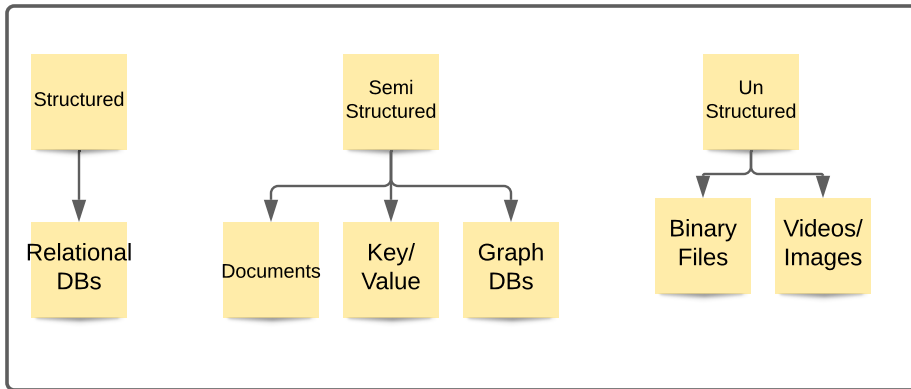 Structured
Semi
Structured
Un
Structured
Relational
DBs
Documents
Key/
Value
Graph
DBs
Binary
Files
Videos/
Images